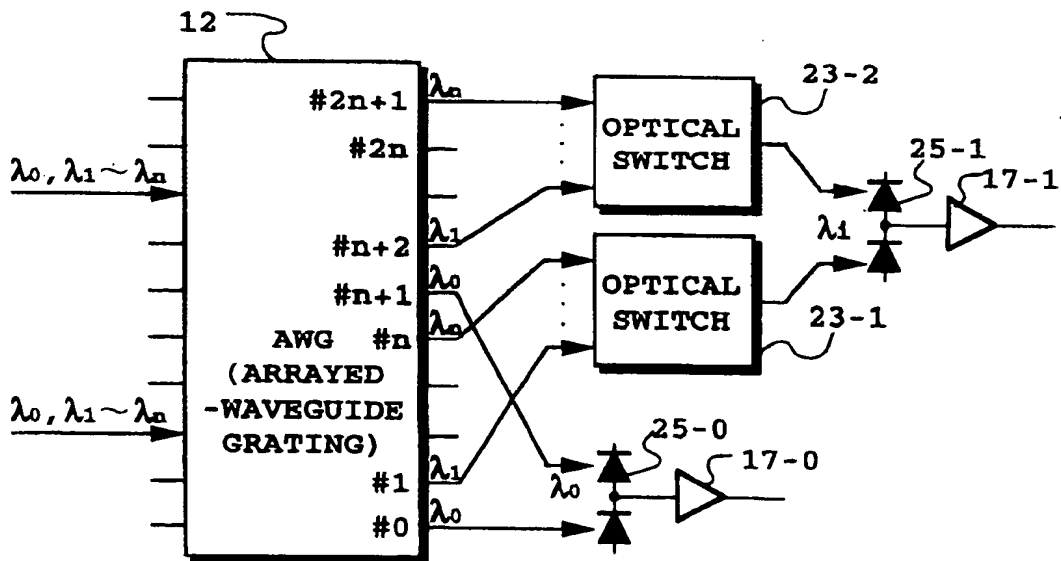 12
#2n+1
λn
OPTICAL
SWITCH
23-2
#2n
25-1
17-1
λ0, λ1~λn
#n+2
λ1
λi
#n+1
λ0
OPTICAL
SWITCH
23-1
AWG
(ARRAYED
-WAVEGUIDE
GRATING)
#n
λn
λ0, λ1~λn
25-0
17-0
#1
λ1
λ0
#0
λ0